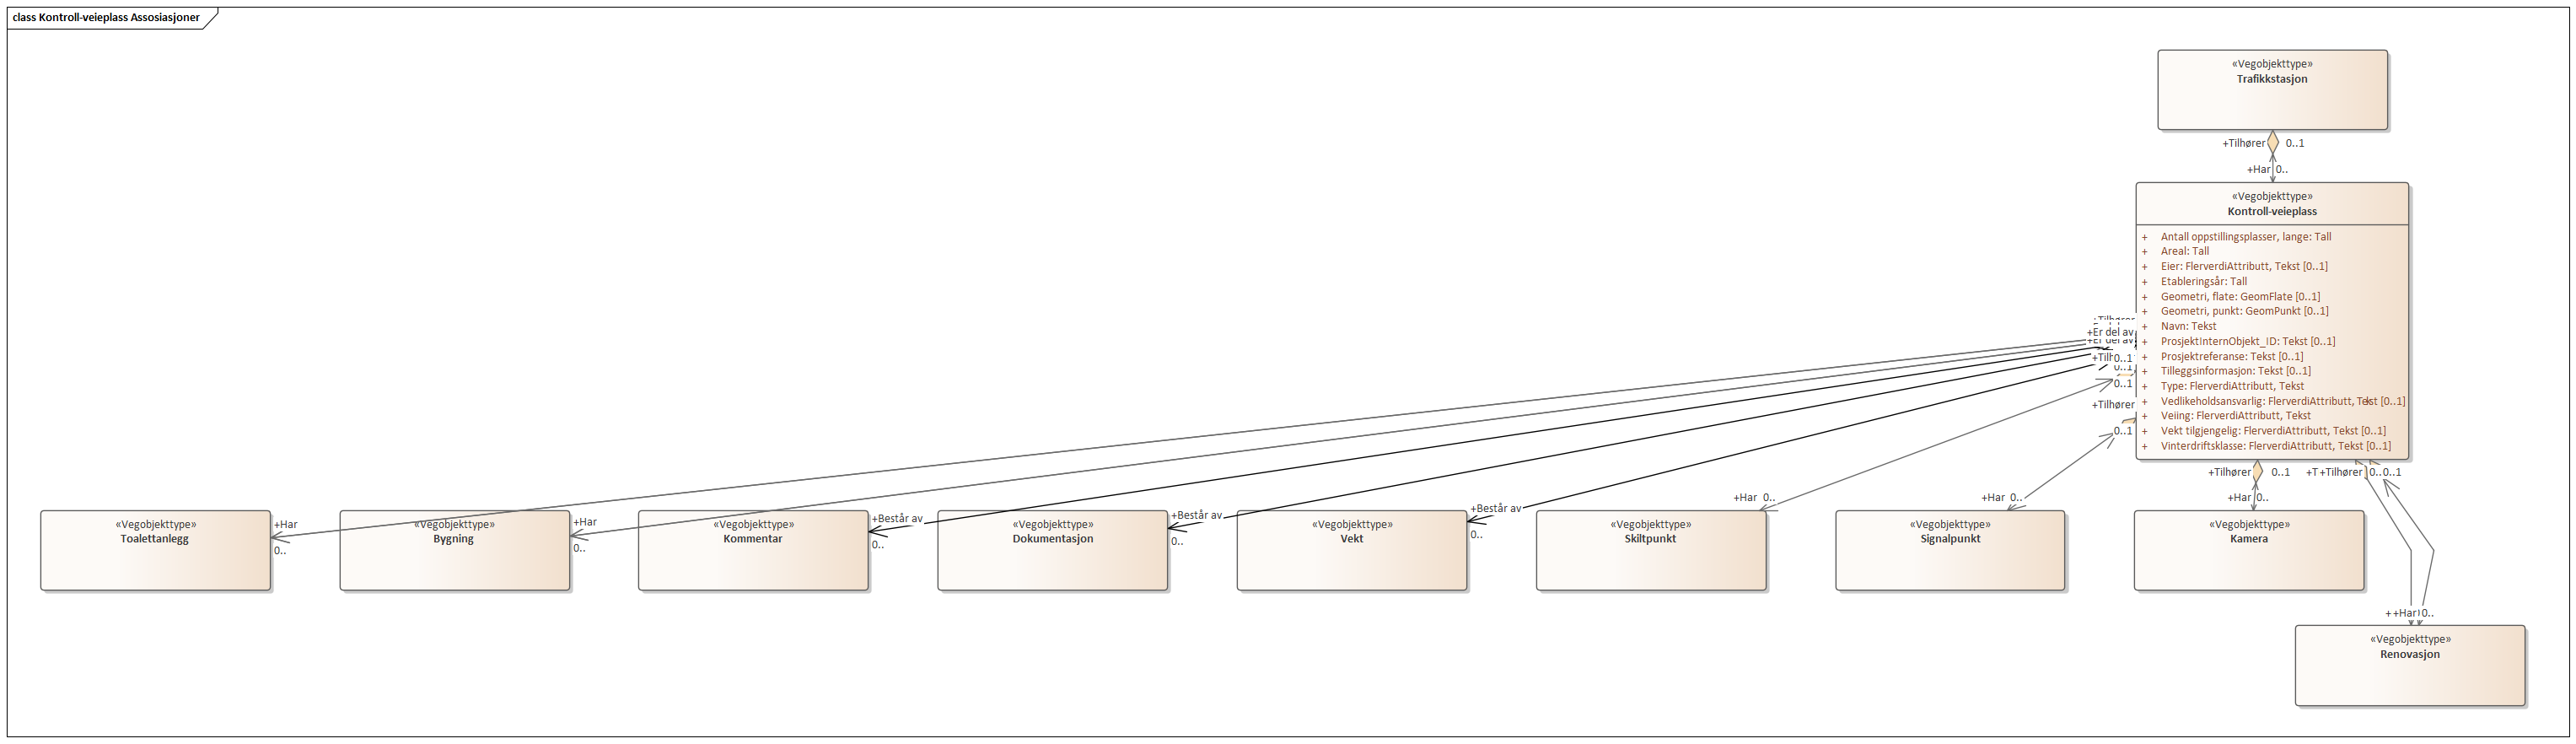 class Kontroll-veieplass Assosiasjoner
«Vegobjekttype»
Trafikkstasjon
+Tilhører 0..1
+Har 0..
«Vegobjekttype»
Kontroll-veieplass
+ Antall oppstillingsplasser, lange: Tall
+ Areal: Tall
+ Eier: FlerverdiAttributt, Tekst [0..1]
+ Etableringsår: Tall
+ Geometri, flate: GeomFlate [0..1]
+ Geometri, punkt: GeomPunkt [0..1]
+ Navn: Tekst
+ ProsjektInternObjekt_ID: Tekst [0..1]
+ Prosjektreferanse: Tekst [0..1]
+ Tilleggsinformasjon: Tekst [0..1]
+ Type: FlerverdiAttributt, Tekst
+ Vedlikeholdsansvarlig: FlerverdiAttributt, Tekst [0..1]
+ Veiing: FlerverdiAttributt, Tekst
+ Vekt tilgjengelig: FlerverdiAttributt, Tekst [0..1]
+ Vinterdriftsklasse: FlerverdiAttributt, Tekst [0..1]
+Tilhører
+Er del av
+Er del av
0..1
0..1
0..1
+Tilhører
0..1
+Tilhører 0..1
+Tilhører 0..1
+Har 0..
+Har 0..
+Har 0..
+Består av
+Består av
+Består av
+Har
+Har
0..
0..
0..
0..
0..
«Vegobjekttype»
Toalettanlegg
«Vegobjekttype»
Bygning
«Vegobjekttype»
Kommentar
«Vegobjekttype»
Dokumentasjon
«Vegobjekttype»
Vekt
«Vegobjekttype»
Skiltpunkt
«Vegobjekttype»
Signalpunkt
«Vegobjekttype»
Kamera
+Har 0..
«Vegobjekttype»
Renovasjon